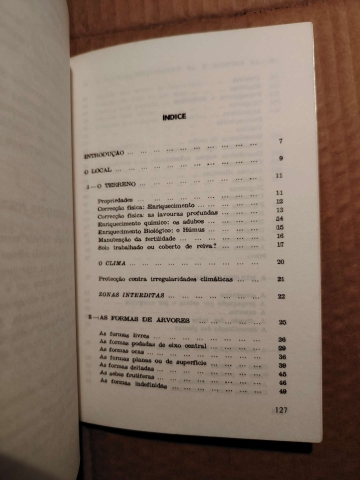 ÍNDICE
INTRODUÇÃO ... ... ... ... ... ... ... ... 7
O LOCAL ... ... ... ... ... ... ... ... ... 9
1 — O TERRENO ... ... ... ... ... ... ... 11
Propriedades ... ... ... ... ... ... ... 11
Correcção física: Enriquecimento ... ... ... ... 12
Correcção física: as lavouras profundas ... ... ... 13
Enriquecimento químico: os adubos ... ... ... 14
Enriquecimento Biológico: o Húmus ... ... ... 15
Manutenção da fertilidade ... ... ... ... ... 16
Solo trabalhado ou coberto de relva? ... ... ... 17
O CLIMA ... ... ... ... ... ... ... ... 20
Protecção contra irregularidades climáticas ... ... 21
ZONAS INTERDITAS ... ... ... ... ... ... 22
2 — AS FORMAS DE ÁRVORES ... ... ... ... 25
As formas livres ... ... ... ... ... ... 26
As formas podadas de eixo central ... ... ... 29
As formas ocas ... ... ... ... ... ... ... 36
As formas planas ou de superfície ... ... ... 39
As formas deitadas ... ... ... ... ... ... 45
As sebes frutíferas ... ... ... ... ... ... 46
As formas indefinidas ... ... ... ... ... 49
127